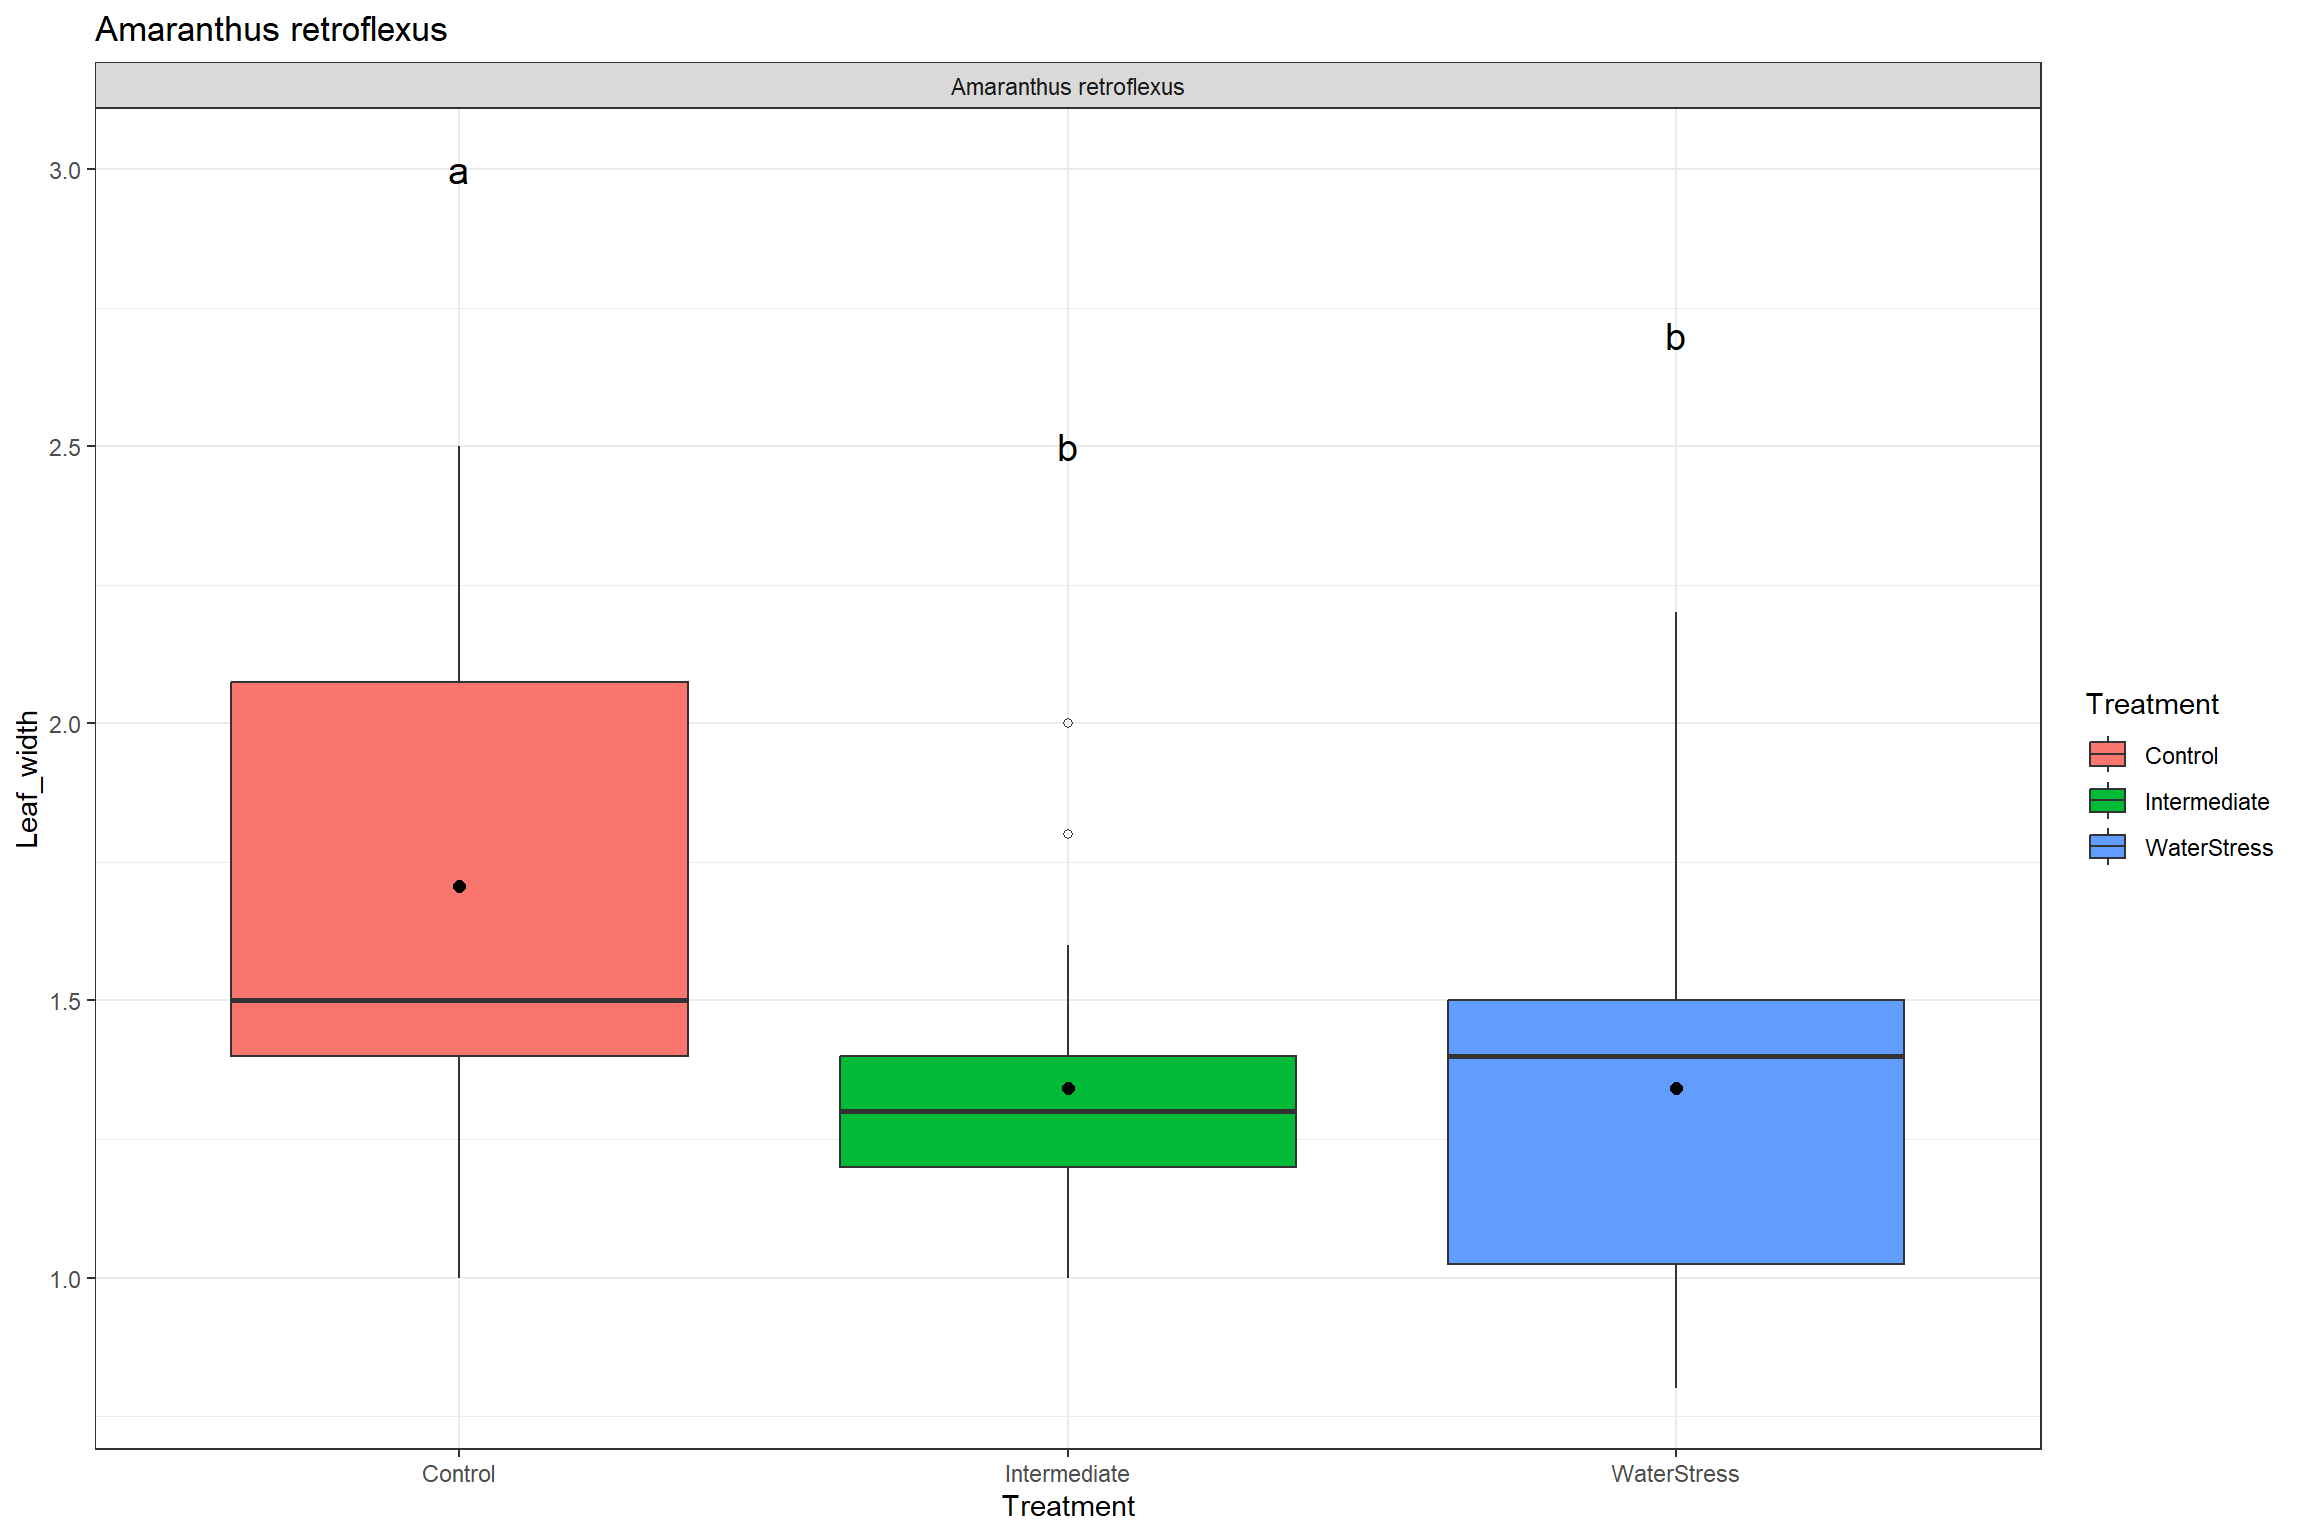 Amaranthus retroflexus
Amaranthus retroflexus
3.0
2.5
2.0
1.5
1.0
Leaf_width
a
b
b
Control
Intermediate
WaterStress
Treatment
Treatment
Control
Intermediate
WaterStress